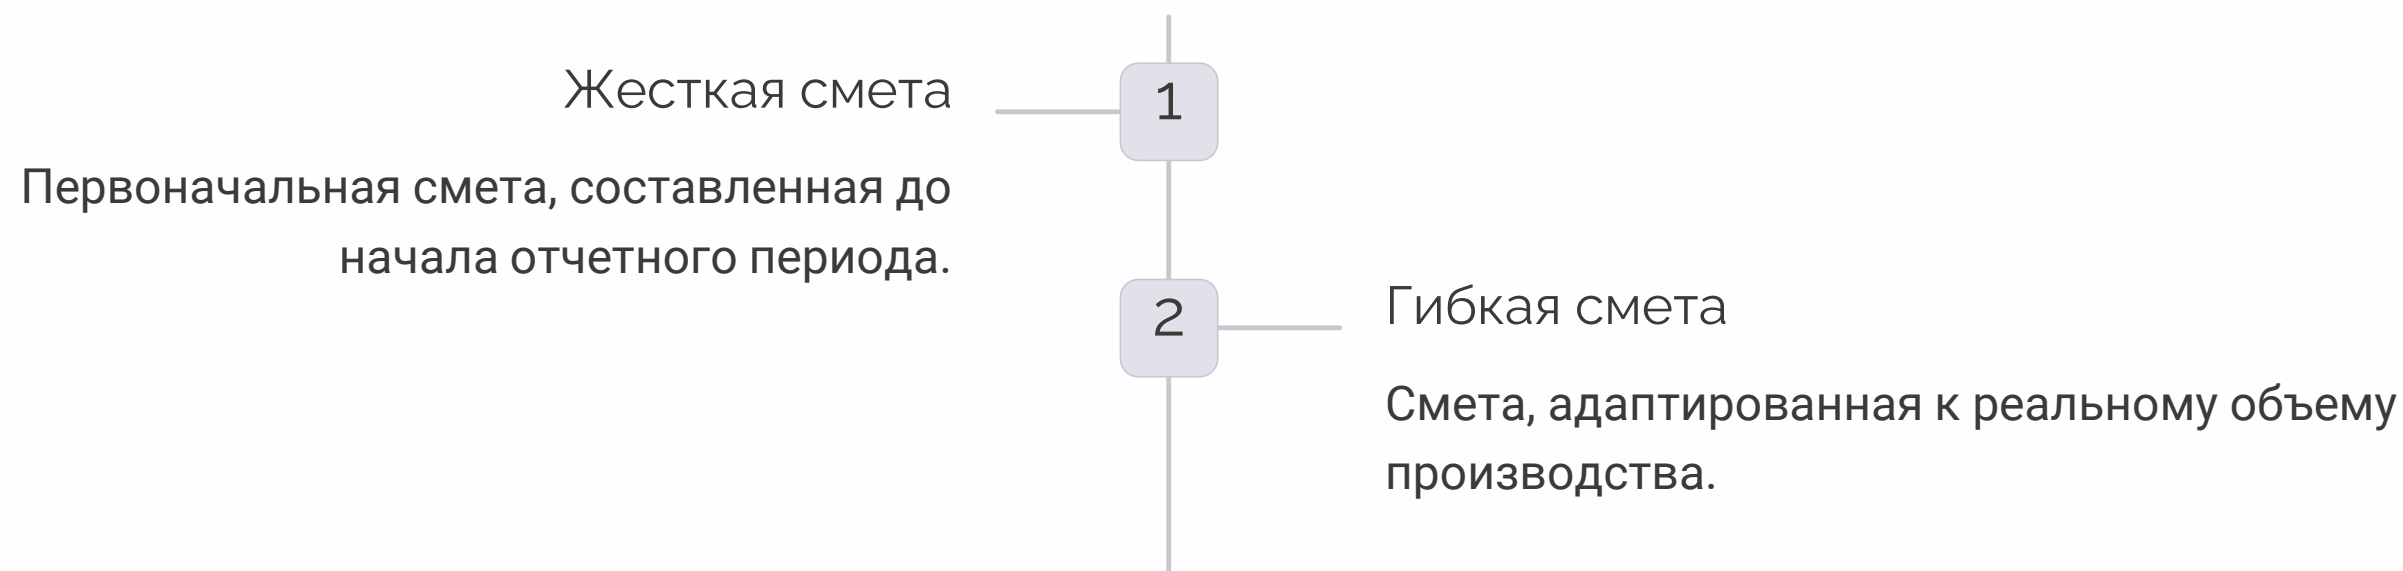 1
Жесткая смета
Первоначальная смета, составленная до
начала отчетного периода.
2
Гибкая смета
Смета, адаптированная к реальному объему
производства.